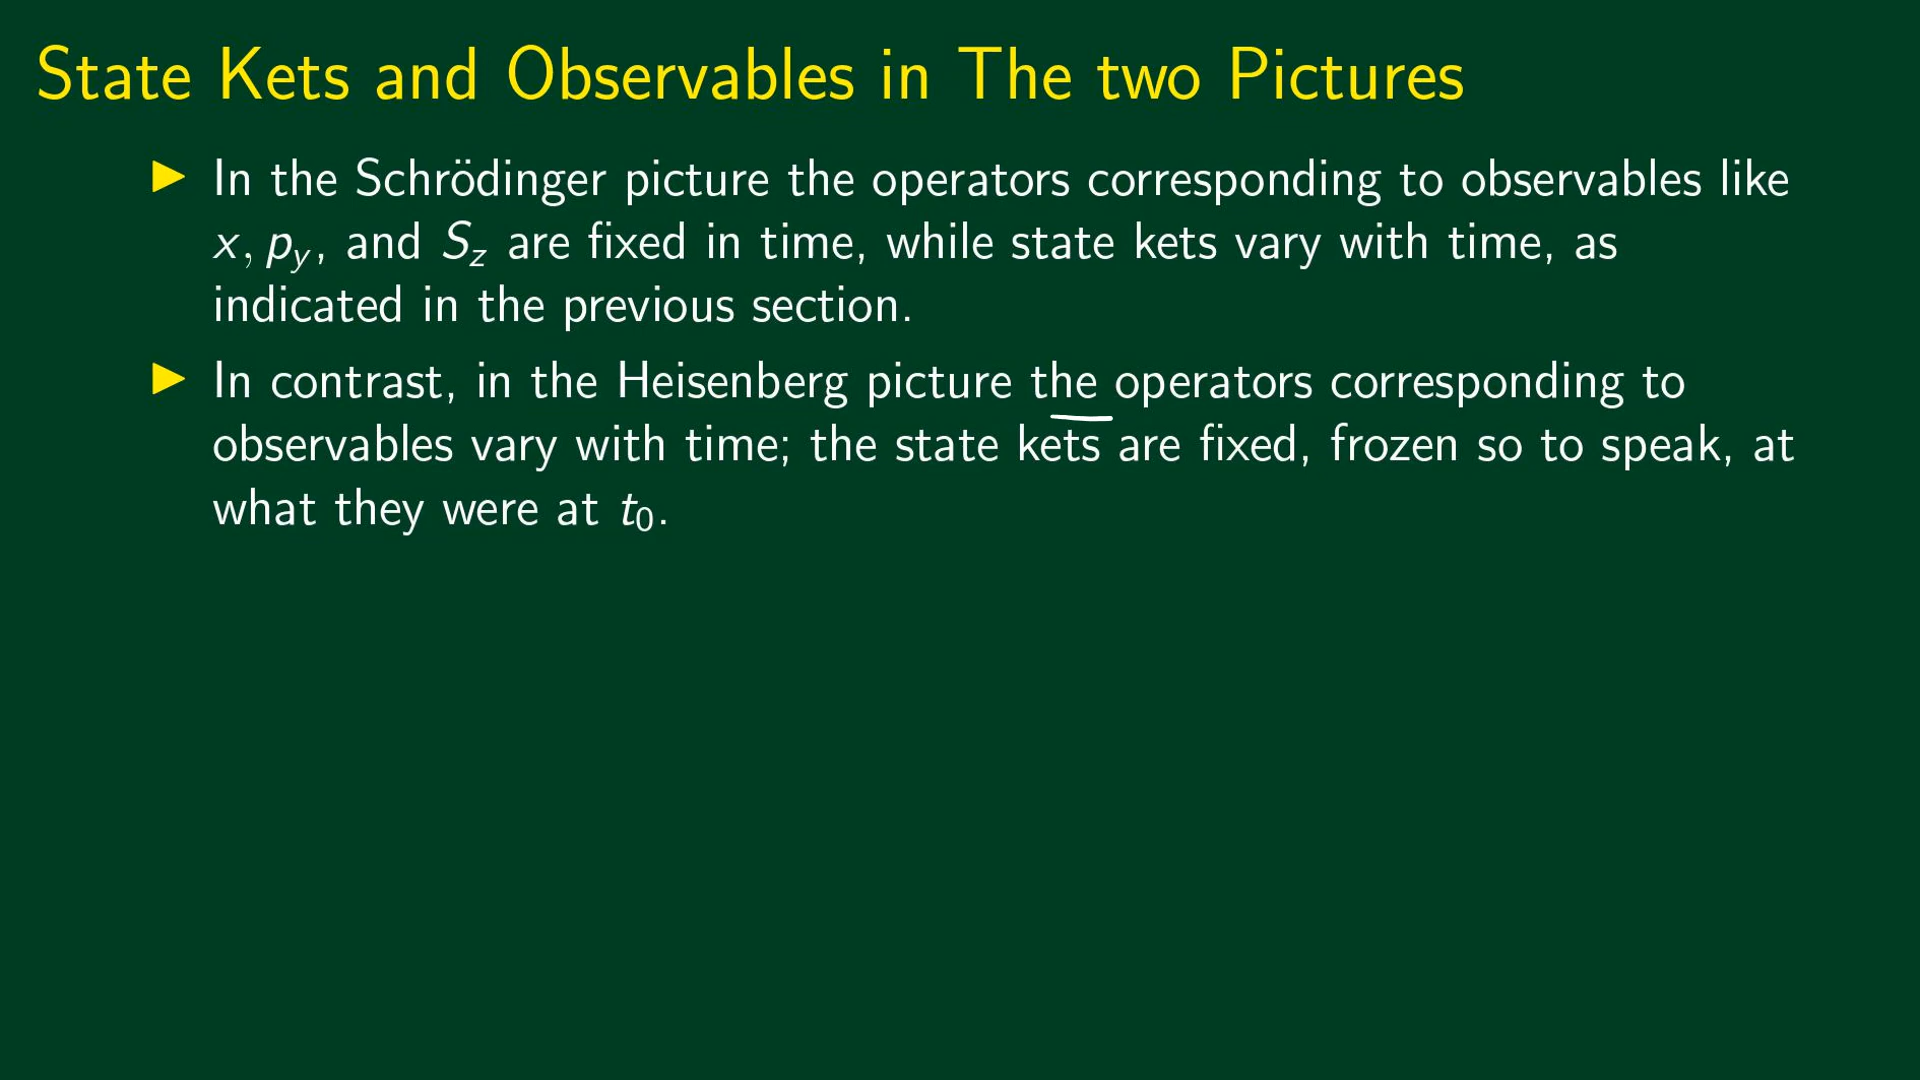 State Kets and Observables in The two Pictures
▶ In the Schrödinger picture the operators corresponding to observables like
x, p_y, and S_z are fixed in time, while state kets vary with time, as
indicated in the previous section.
▶ In contrast, in the Heisenberg picture the operators corresponding to
observables vary with time; the state kets are fixed, frozen so to speak, at
what they were at t_0.